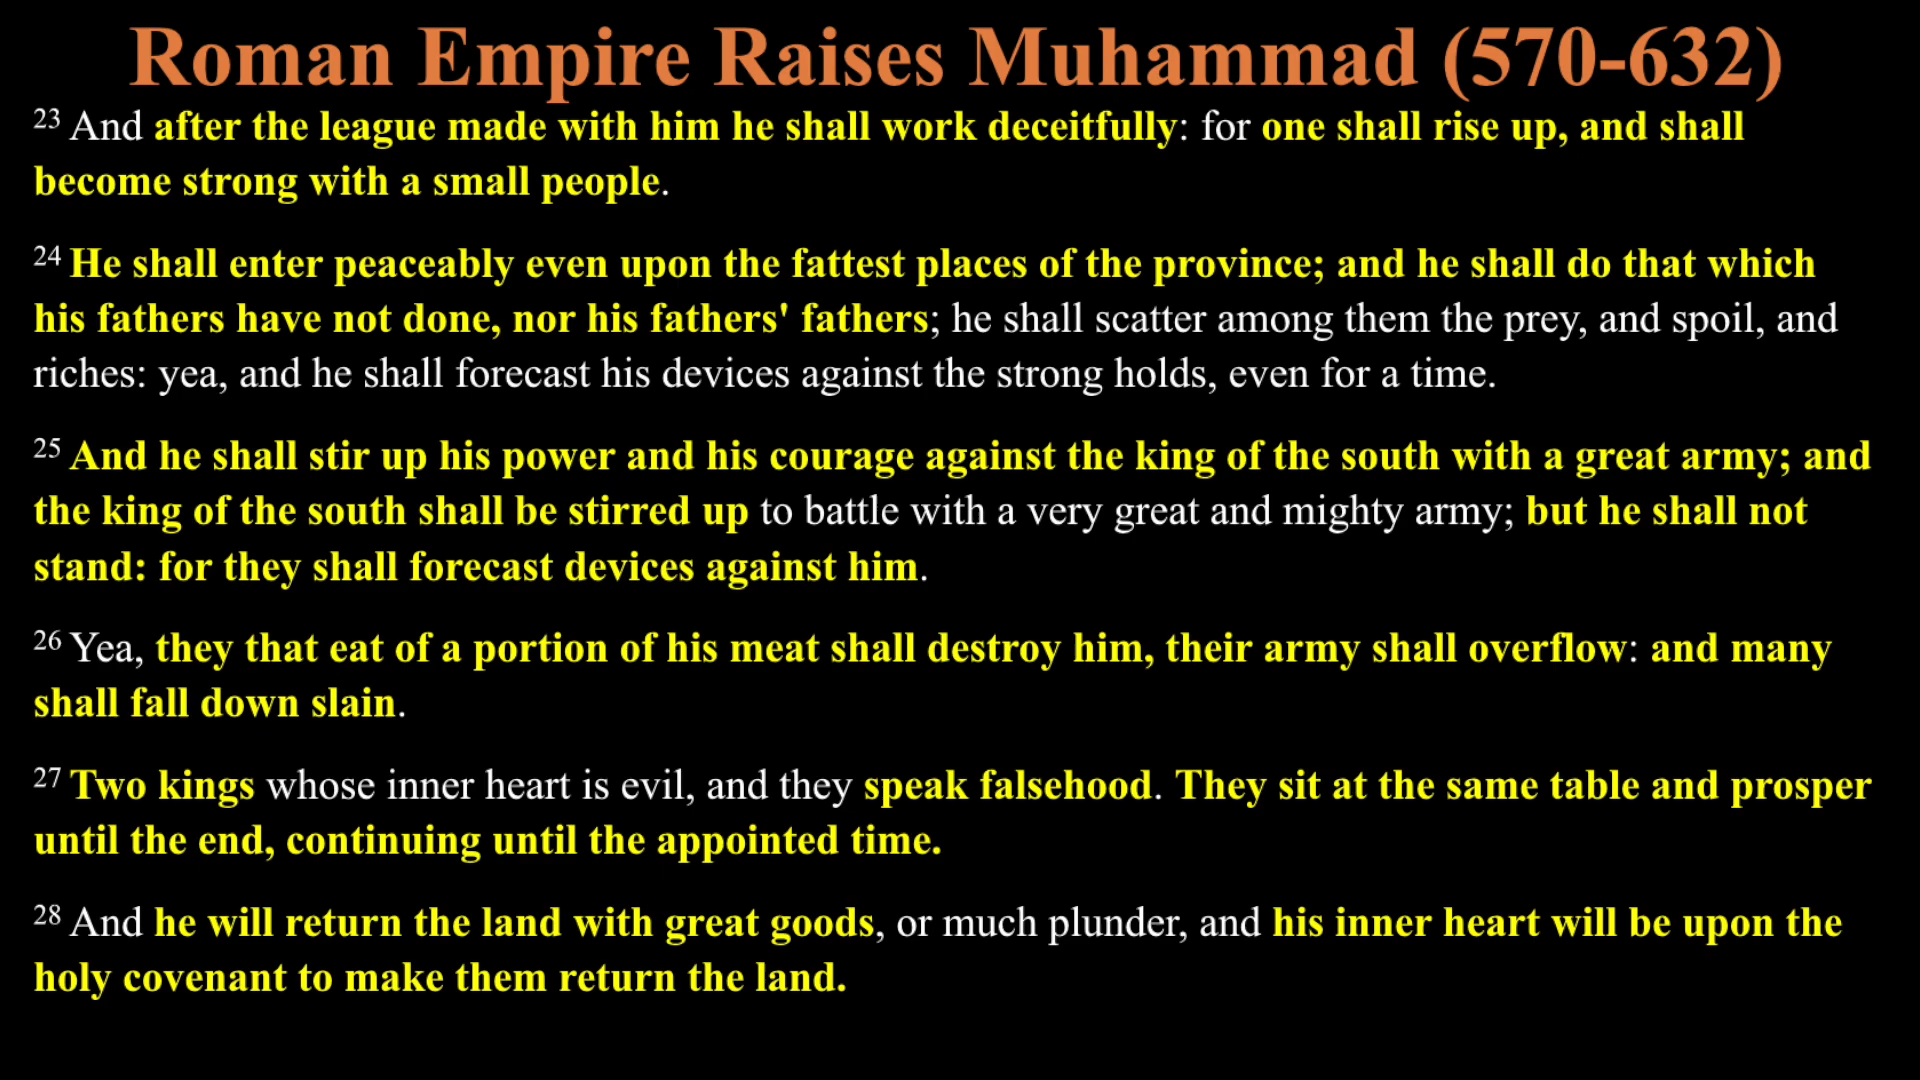 Roman Empire Raises Muhammad (570-632)
23 And after the league made with him he shall work deceitfully: for one shall rise up, and shall
become strong with a small people.
24 He shall enter peaceably even upon the fattest places of the province; and he shall do that which
his fathers have not done, nor his fathers' fathers; he shall scatter among them the prey, and spoil, and
riches: yea, and he shall forecast his devices against the strong holds, even for a time.
25 And he shall stir up his power and his courage against the king of the south with a great army; and
the king of the south shall be stirred up to battle with a very great and mighty army; but he shall not
stand: for they shall forecast devices against him.
26 Yea, they that eat of a portion of his meat shall destroy him, their army shall overflow: and many
shall fall down slain.
27 Two kings whose inner heart is evil, and they speak falsehood. They sit at the same table and prosper
until the end, continuing until the appointed time.
28 And he will return the land with great goods, or much plunder, and his inner heart will be upon the
holy covenant to make them return the land.